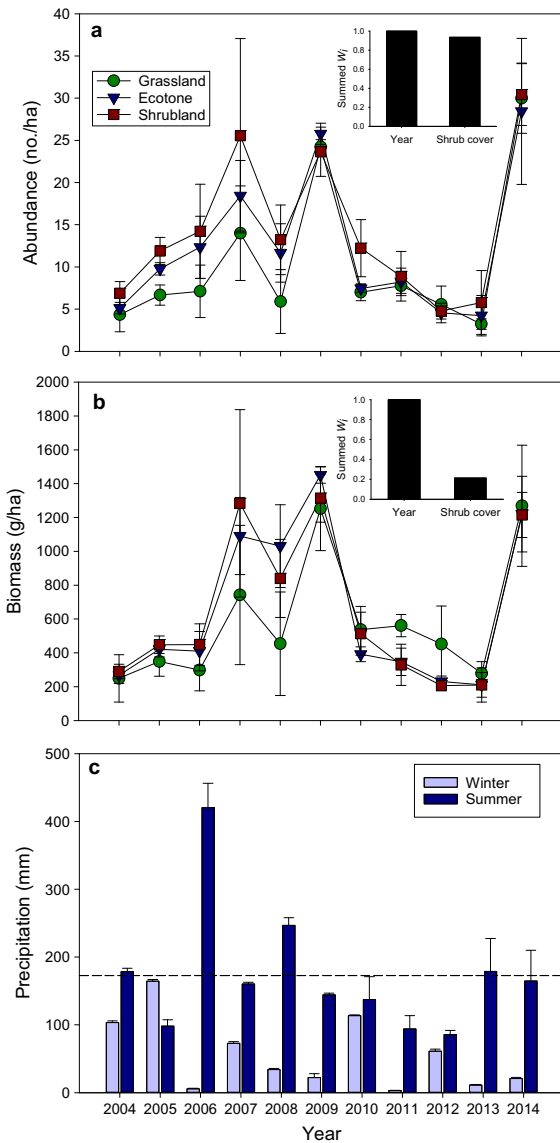 a
Abundance (no./ha)
40
35
30
25
20
15
10
5
0
Grassland
Ecotone
Shrubland
Summed Wj
1.0
0.8
0.6
0.4
0.2
0.0
Year Shrub cover
b
Biomass (g/ha)
2000
1800
1600
1400
1200
1000
800
600
400
200
0
Summed Wj
1.0
0.8
0.6
0.4
0.2
0.0
Year Shrub cover
c
Precipitation (mm)
500
400
300
200
100
0
Winter
Summer
2004 2005 2006 2007 2008 2009 2010 2011 2012 2013 2014
Year